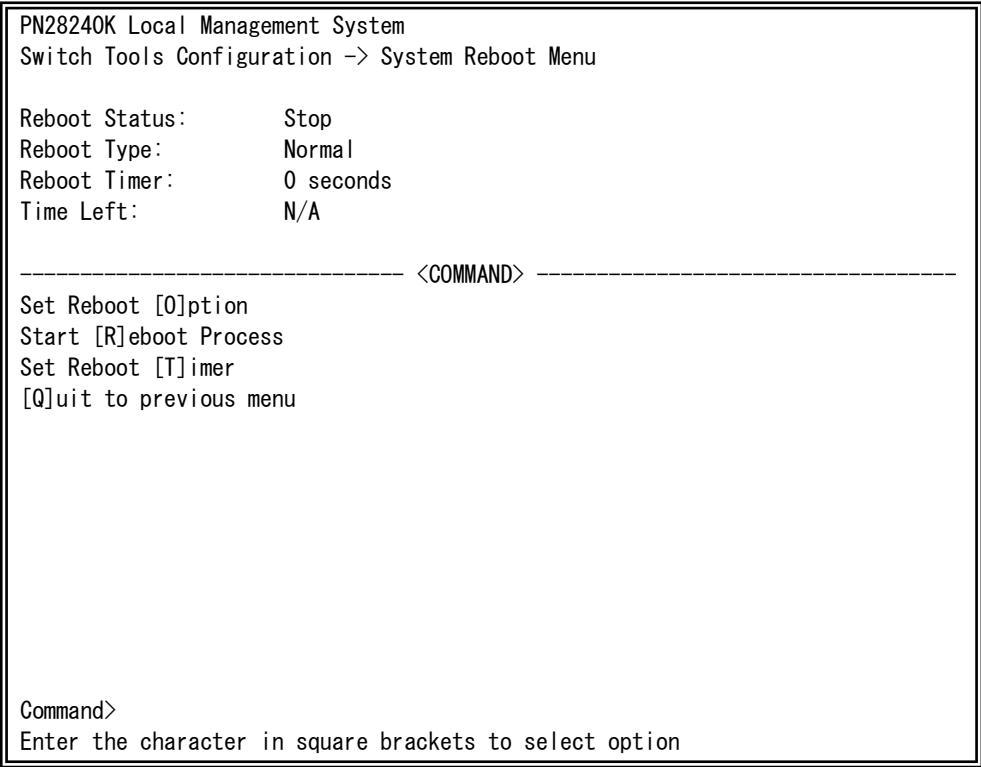 PN28240K Local Management System
Switch Tools Configuration -> System Reboot Menu
Reboot Status: Stop
Reboot Type: Normal
Reboot Timer: 0 seconds
Time Left: N/A
-------------------------------- <COMMAND> -----------------------------------
Set Reboot [O]ption
Start [R]eboot Process
Set Reboot [T]imer
[Q]uit to previous menu
Command>
Enter the character in square brackets to select option